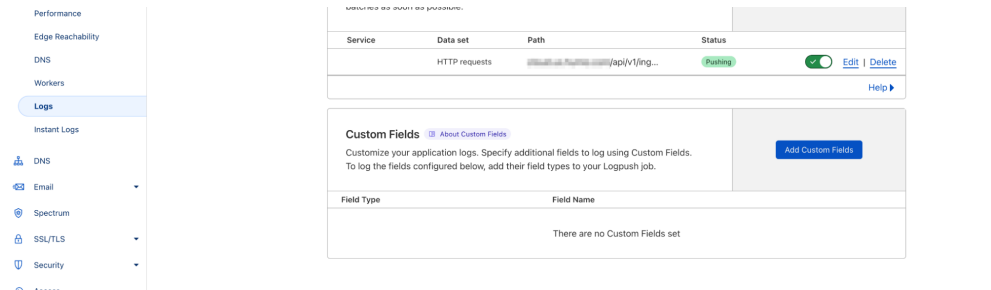 Performance
Edge Reachability
DNS
Workers
Logs
Instant Logs
DNS
Email
Spectrum
SSL/TLS
Security
batches as soon as possible.
Service Data set Path Status
HTTP requests /api/v1/ing... Pushing Edit | Delete
Help
Custom Fields About Custom Fields
Customize your application logs. Specify additional fields to log using Custom Fields.
To log the fields configured below, add their field types to your Logpush job.
Add Custom Fields
Field Type Field Name
There are no Custom Fields set